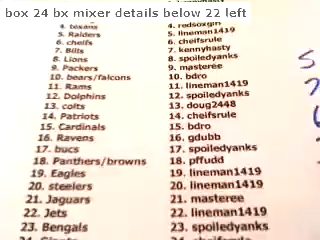 box 24 bx mixer details below 22 left
4. texans 4. redsoxgirl
5. Raiders 5. lineman1419
6. cheifs 6. cheifsrule
7. Bills 7. kennyhasty
8. Lions 8. spoiledyanks
9. Packers 9. masteree
10. bears/falcons 10. bdro
11. Rams 11. lineman1419
12. Dolphins 12. spoiledyanks
13. colts 13. doug2448
14. Patriots 14. cheifsrule
15. Cardinals 15. bdro
16. Ravens 16. gdubb
17. bucs 17. spoiledyanks
18. Panthers/browns 18. pffudd
19. Eagles 19. lineman1419
20. steelers 20. lineman1419
21. Jaguars 21. masteree
22. Jets 22. lineman1419
23. Bengals 23. spoiledyanks